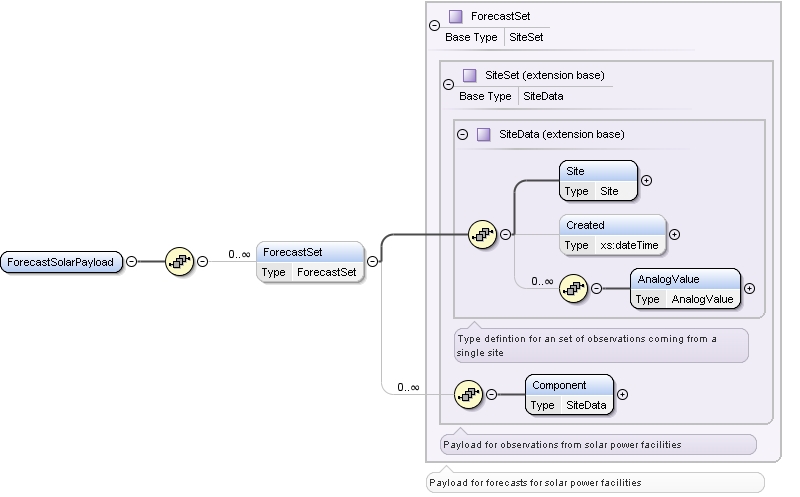 ForecastSet
Base Type SiteSet
SiteSet (extension base)
Base Type SiteData
SiteData (extension base)
Site
Type Site
Created
Type xs:dateTime
0..∞
AnalogValue
Type AnalogValue
ForecastSolarPayload
0..∞
ForecastSet
Type ForecastSet
Type defintion for an set of observations coming from a
single site
0..∞
Component
Type SiteData
Payload for observations from solar power facilities
Payload for forecasts for solar power facilities